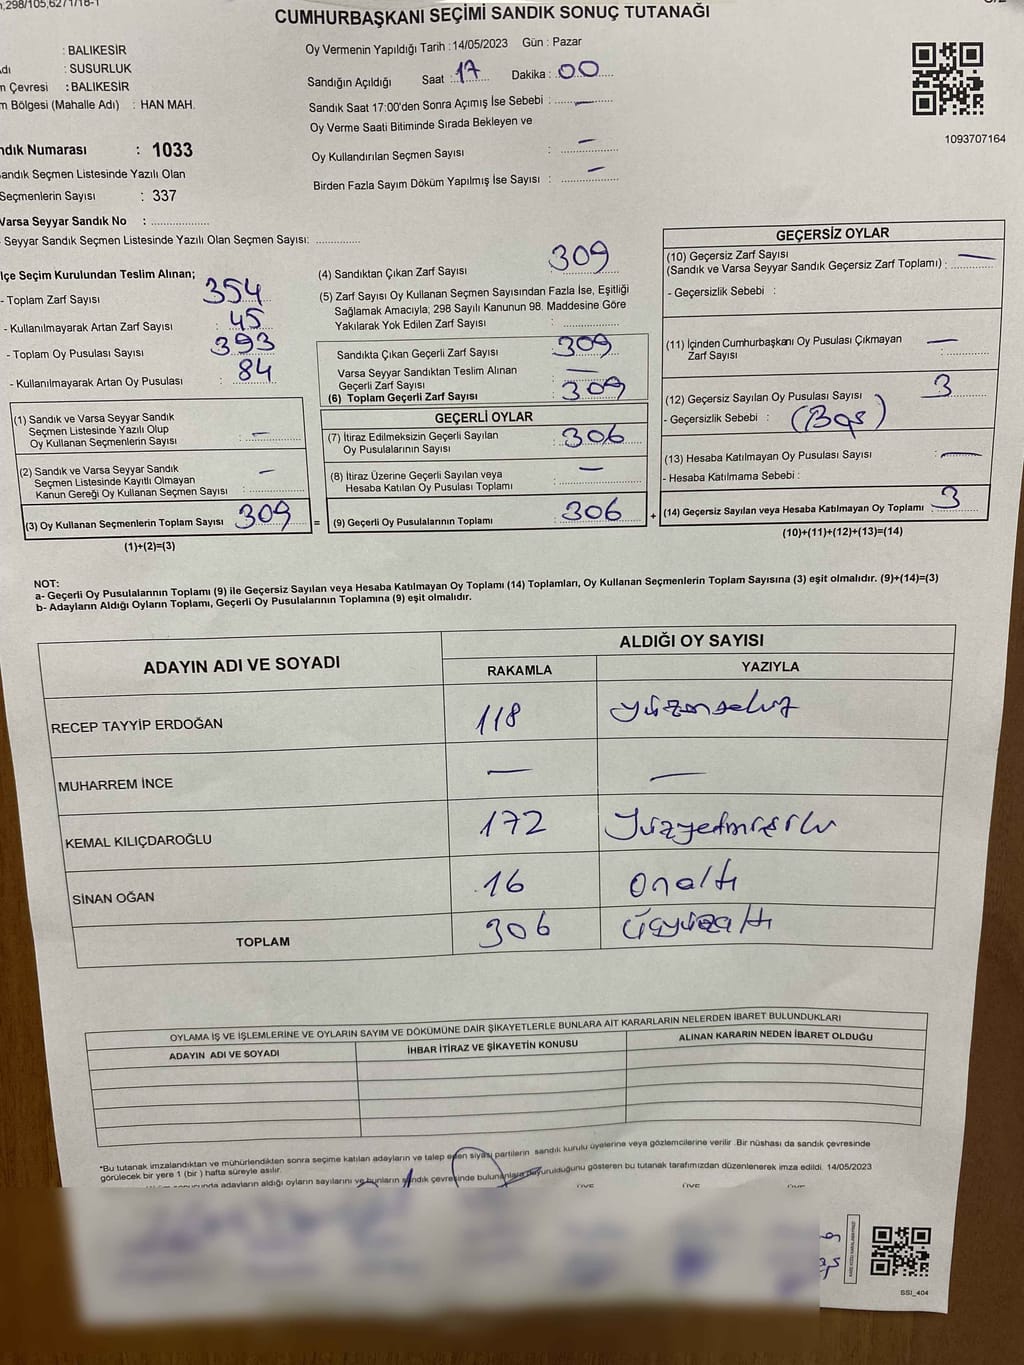 CUMHURBAŞKANI SEÇİMİ SANDIK SONUÇ TUTANAĞI
: BALIKESİR
: SUSURLUK
: BALIKESİR
Bölgesi (Mahalle Adı) : HAN MAH.
Numarası : 1033
Sandık Seçmen Listesinde Yazılı Olan
Seçmenlerin Sayısı : 337
Varsa Seyyar Sandık No :
Seyyar Sandık Seçmen Listesinde Yazılı Olan Seçmen Sayısı:
Oy Vermenin Yapıldığı Tarih : 14/05/2023 Gün : Pazar
Sandığın Açıldığı Saat : 17 Dakika : 00
Sandık Saat 17:00'den Sonra Açımış İse Sebebi : —
Oy Verme Saati Bitiminde Sırada Bekleyen ve
Oy Kullandırılan Seçmen Sayısı : —
Birden Fazla Sayım Döküm Yapılmış İse Sayısı : —
1093707164
İlçe Seçim Kurulundan Teslim Alınan;
- Toplam Zarf Sayısı : 354
- Kullanılmayarak Artan Zarf Sayısı : 45
- Toplam Oy Pusulası Sayısı : 393
- Kullanılmayarak Artan Oy Pusulası : 84
(1) Sandık ve Varsa Seyyar Sandık
Seçmen Listesinde Yazılı Olup
Oy Kullanan Seçmenlerin Sayısı : —
(2) Sandık ve Varsa Seyyar Sandık
Seçmen Listesinde Kayıtlı Olmayan
Kanun Gereği Oy Kullanan Seçmen Sayısı : —
(3) Oy Kullanan Seçmenlerin Toplam Sayısı : 309
(1)+(2)=(3)
(4) Sandıktan Çıkan Zarf Sayısı : 309
(5) Zarf Sayısı Oy Kullanan Seçmen Sayısından Fazla İse, Eşitliği
Sağlamak Amacıyla; 298 Sayılı Kanunun 98. Maddesine Göre
Yakılarak Yok Edilen Zarf Sayısı :
Sandıkta Çıkan Geçerli Zarf Sayısı : 309
Varsa Seyyar Sandıktan Teslim Alınan
Geçerli Zarf Sayısı : —
(6) Toplam Geçerli Zarf Sayısı : 309
GEÇERLİ OYLAR
(7) İtiraz Edilmeksizin Geçerli Sayılan
Oy Pusulalarının Sayısı : 306
(8) İtiraz Üzerine Geçerli Sayılan veya
Hesaba Katılan Oy Pusulası Toplamı : —
= (9) Geçerli Oy Pusulalarının Toplamı : 306 +
GEÇERSİZ OYLAR
(10) Geçersiz Zarf Sayısı
(Sandık ve Varsa Seyyar Sandık Geçersiz Zarf Toplamı) : —
- Geçersizlik Sebebi :
(11) İçinden Cumhurbaşkanı Oy Pusulası Çıkmayan
Zarf Sayısı : —
(12) Geçersiz Sayılan Oy Pusulası Sayısı : 3
- Geçersizlik Sebebi : (Boş)
(13) Hesaba Katılmayan Oy Pusulası Sayısı : —
- Hesaba Katılmama Sebebi :
(14) Geçersiz Sayılan veya Hesaba Katılmayan Oy Toplamı : 3
(10)+(11)+(12)+(13)=(14)
NOT:
a- Geçerli Oy Pusulalarının Toplamı (9) ile Geçersiz Sayılan veya Hesaba Katılmayan Oy Toplamı (14) Toplamları, Oy Kullanan Seçmenlerin Toplam Sayısına (3) eşit olmalıdır. (9)+(14)=(3)
b- Adayların Aldığı Oyların Toplamı, Geçerli Oy Pusulalarının Toplamına (9) eşit olmalıdır.
ADAYIN ADI VE SOYADI ALDIĞI OY SAYISI
RAKAMLA YAZIYLA
RECEP TAYYİP ERDOĞAN 118 yüzonsekiz
MUHARREM İNCE — —
KEMAL KILIÇDAROĞLU 172 Yüzyetmişiki
SİNAN OĞAN 16 Onaltı
TOPLAM 306 Üçyüzaltı
OYLAMA İŞ VE İŞLEMLERİNE VE OYLARIN SAYIM VE DÖKÜMÜNE DAİR ŞİKAYETLERLE BUNLARA AİT KARARLARIN NELERDEN İBARET BULUNDUKLARI
ADAYIN ADI VE SOYADI İHBAR İTİRAZ VE ŞİKAYETİN KONUSU ALINAN KARARIN NEDEN İBARET OLDUĞU
*Bu tutanak imzalandıktan ve mühürlendikten sonra seçime katılan adayların ve talep eden siyasi partilerin sandık kurulu üyelerine veya gözlemcilerine verilir. Bir nüshası da sandık çevresinde
görülecek bir yere 1 (bir) hafta süreyle asılır.
adayların aldığı oyların sayılarını ve bunların sandık çevresinde bulunanlara duyurulduğunu gösteren bu tutanak tarafımızdan düzenlenerek imza edildi. 14/05/2023
SSI_404